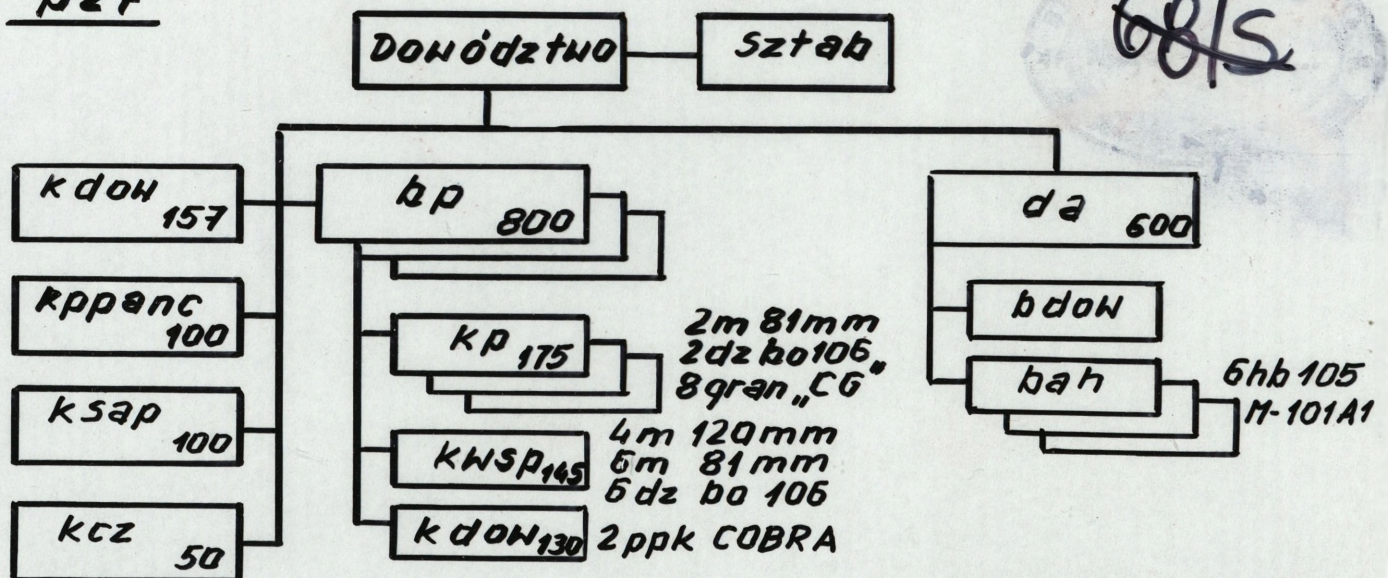 Dowództwo
Sztab
68/S
kdow
157
bp
800
da
600
kppanc
100
kp 175
2m 81mm
2dz bo 106
8gran „CG"
bdow
bah
6hb 105
M-101A1
ksap
100
kwsp 145
4m 120mm
6m 81mm
6dz bo 106
kcz
50
kdow 130
2ppk COBRA